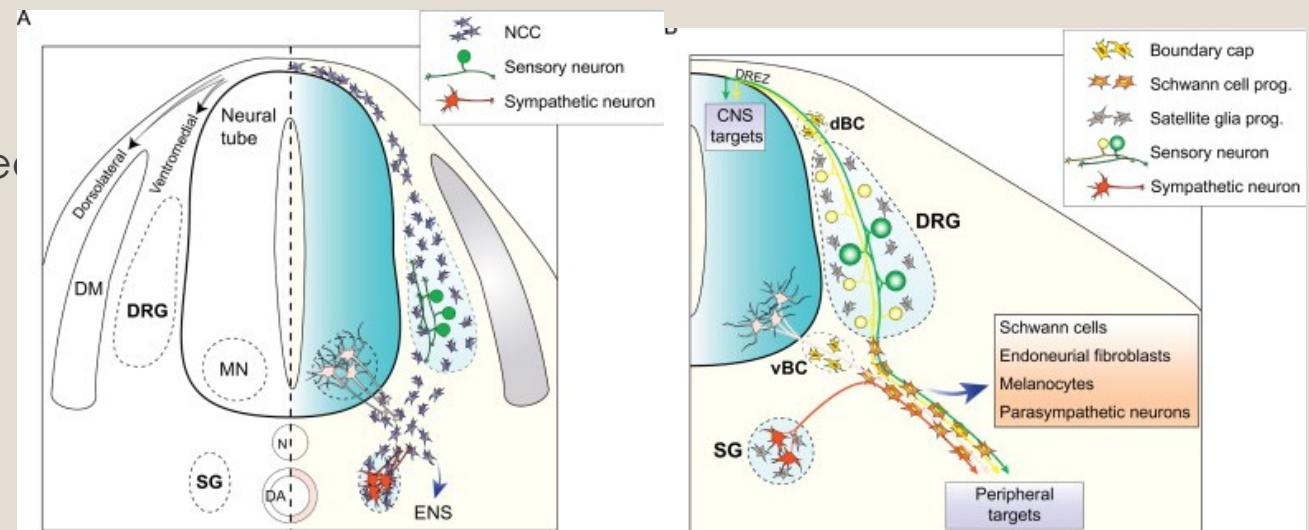 A
NCC
Sensory neuron
Sympathetic neuron
Neural
tube
Dorsolateral
Ventromedial
DM
DRG
MN
N
SG
DA
ENS
Boundary cap
Schwann cell prog.
Satellite glia prog.
Sensory neuron
Sympathetic neuron
DREZ
CNS
targets
dBC
DRG
vBC
SG
Schwann cells
Endoneurial fibroblasts
Melanocytes
Parasympathetic neurons
Peripheral
targets